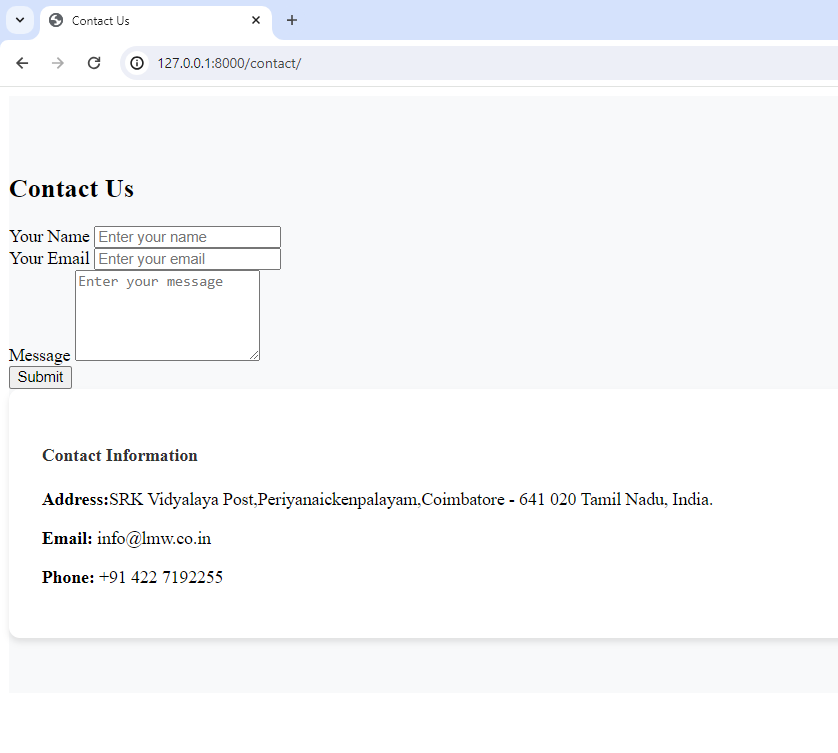 Contact Us
127.0.0.1:8000/contact/
Contact Us
Your Name Enter your name
Your Email Enter your email
Message Enter your message
Submit
Contact Information
Address:SRK Vidyalaya Post,Periyanaickenpalayam,Coimbatore - 641 020 Tamil Nadu, India.
Email: info@lmw.co.in
Phone: +91 422 7192255